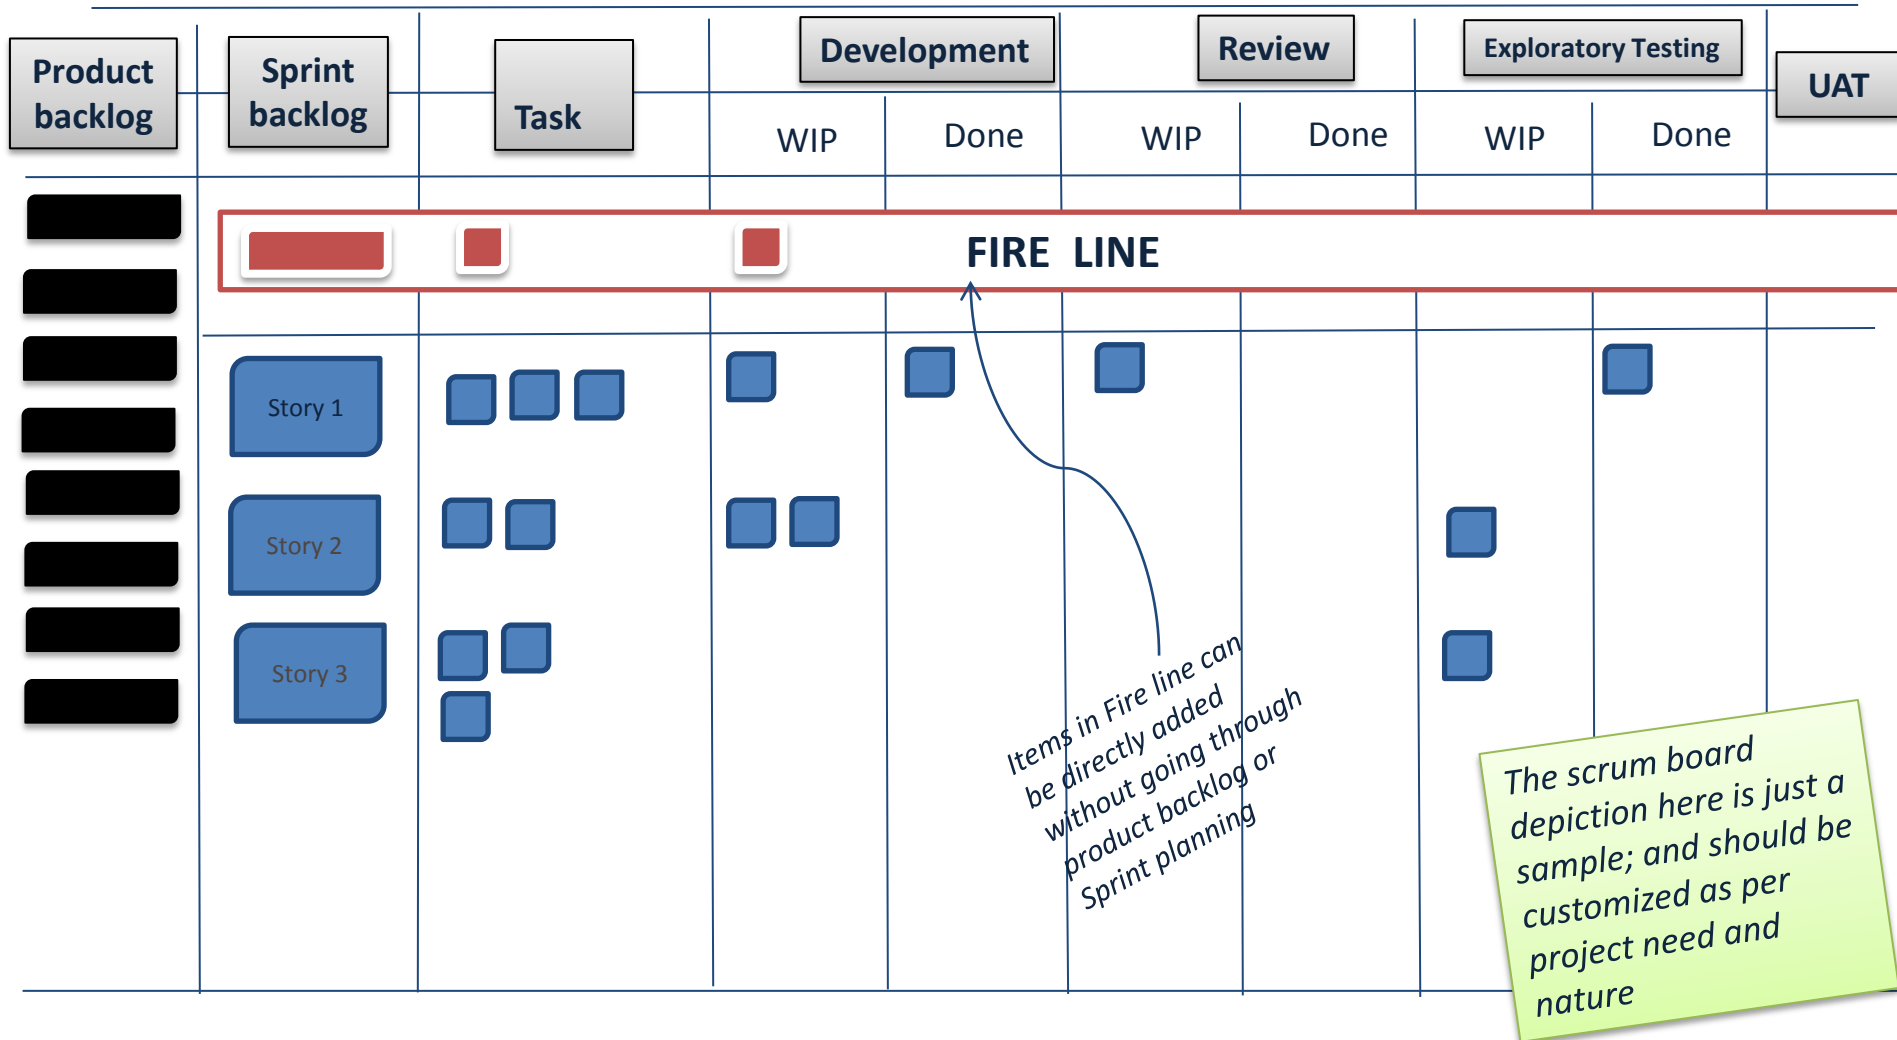 Product
backlog
Sprint
backlog
Task
Development
Review
Exploratory Testing
UAT
WIP
Done
WIP
Done
WIP
Done
FIRE LINE
Story 1
Story 2
Story 3
Items in Fire line can
be directly added
without going through
product backlog or
Sprint planning
The scrum board
depiction here is just a
sample; and should be
customized as per
project need and
nature